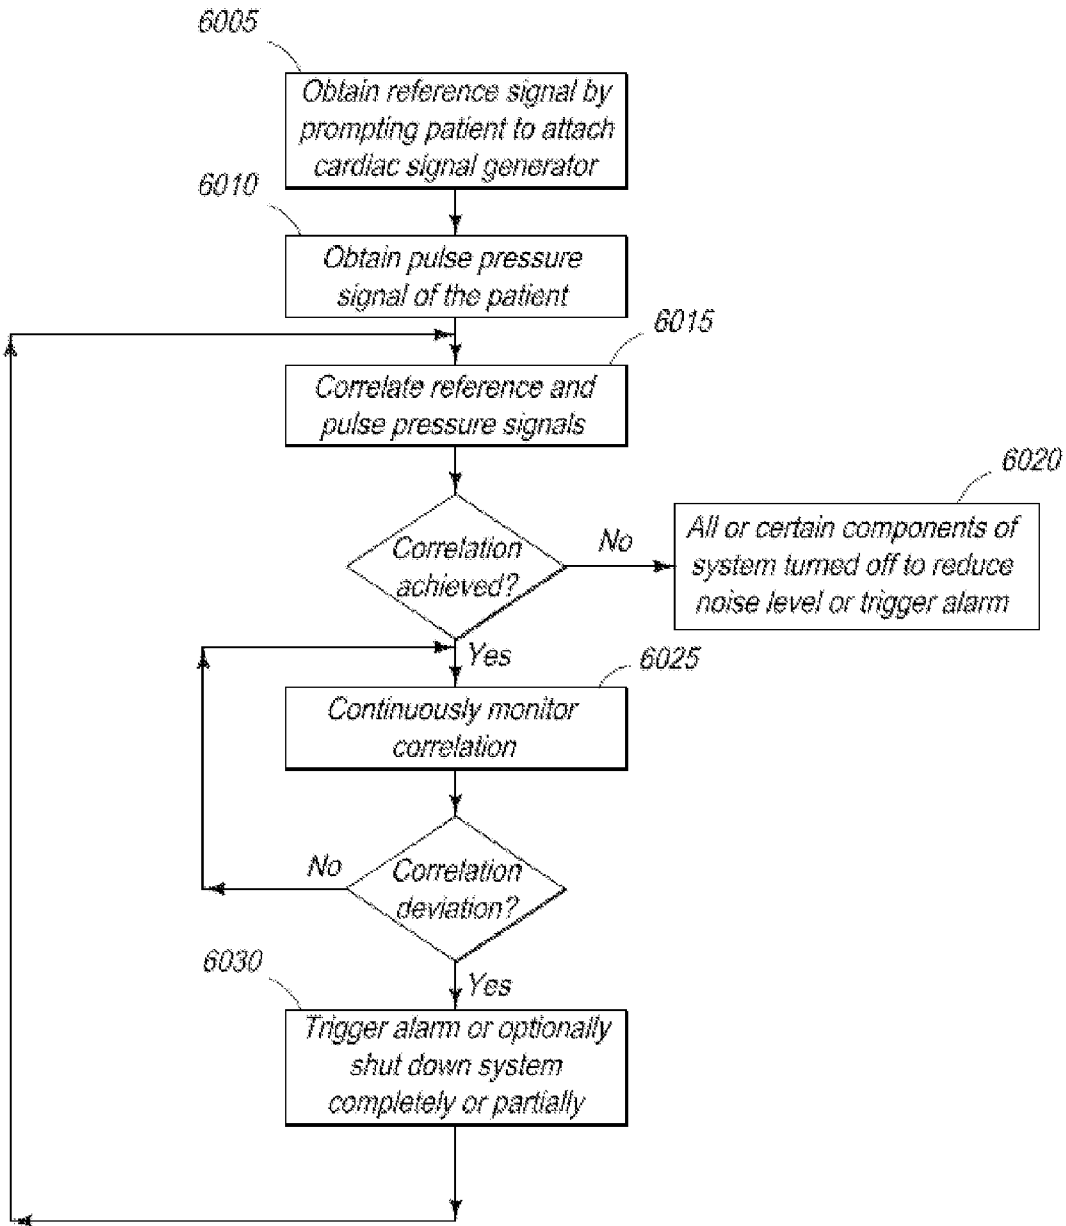 6005
Obtain reference signal by
prompting patient to attach
cardiac signal generator
6010
Obtain pulse pressure
signal of the patient
6015
Correlate reference and
pulse pressure signals
6020
Correlation
achieved?
No
All or certain components of
system turned off to reduce
noise level or trigger alarm
Yes
6025
Continuously monitor
correlation
No
Correlation
deviation?
6030
Yes
Trigger alarm or optionally
shut down system
completely or partially